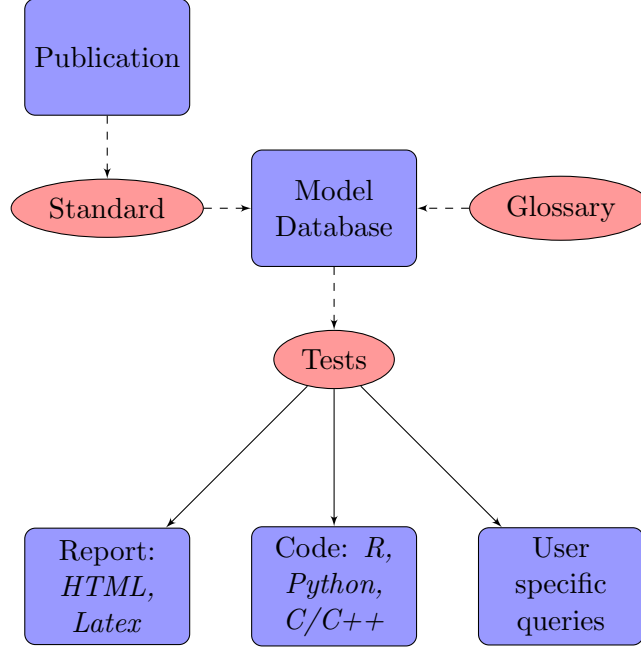 Publication
Standard
Model
Database
Glossary
Tests
Report:
HTML,
Latex
Code: R,
Python,
C/C++
User
specific
queries